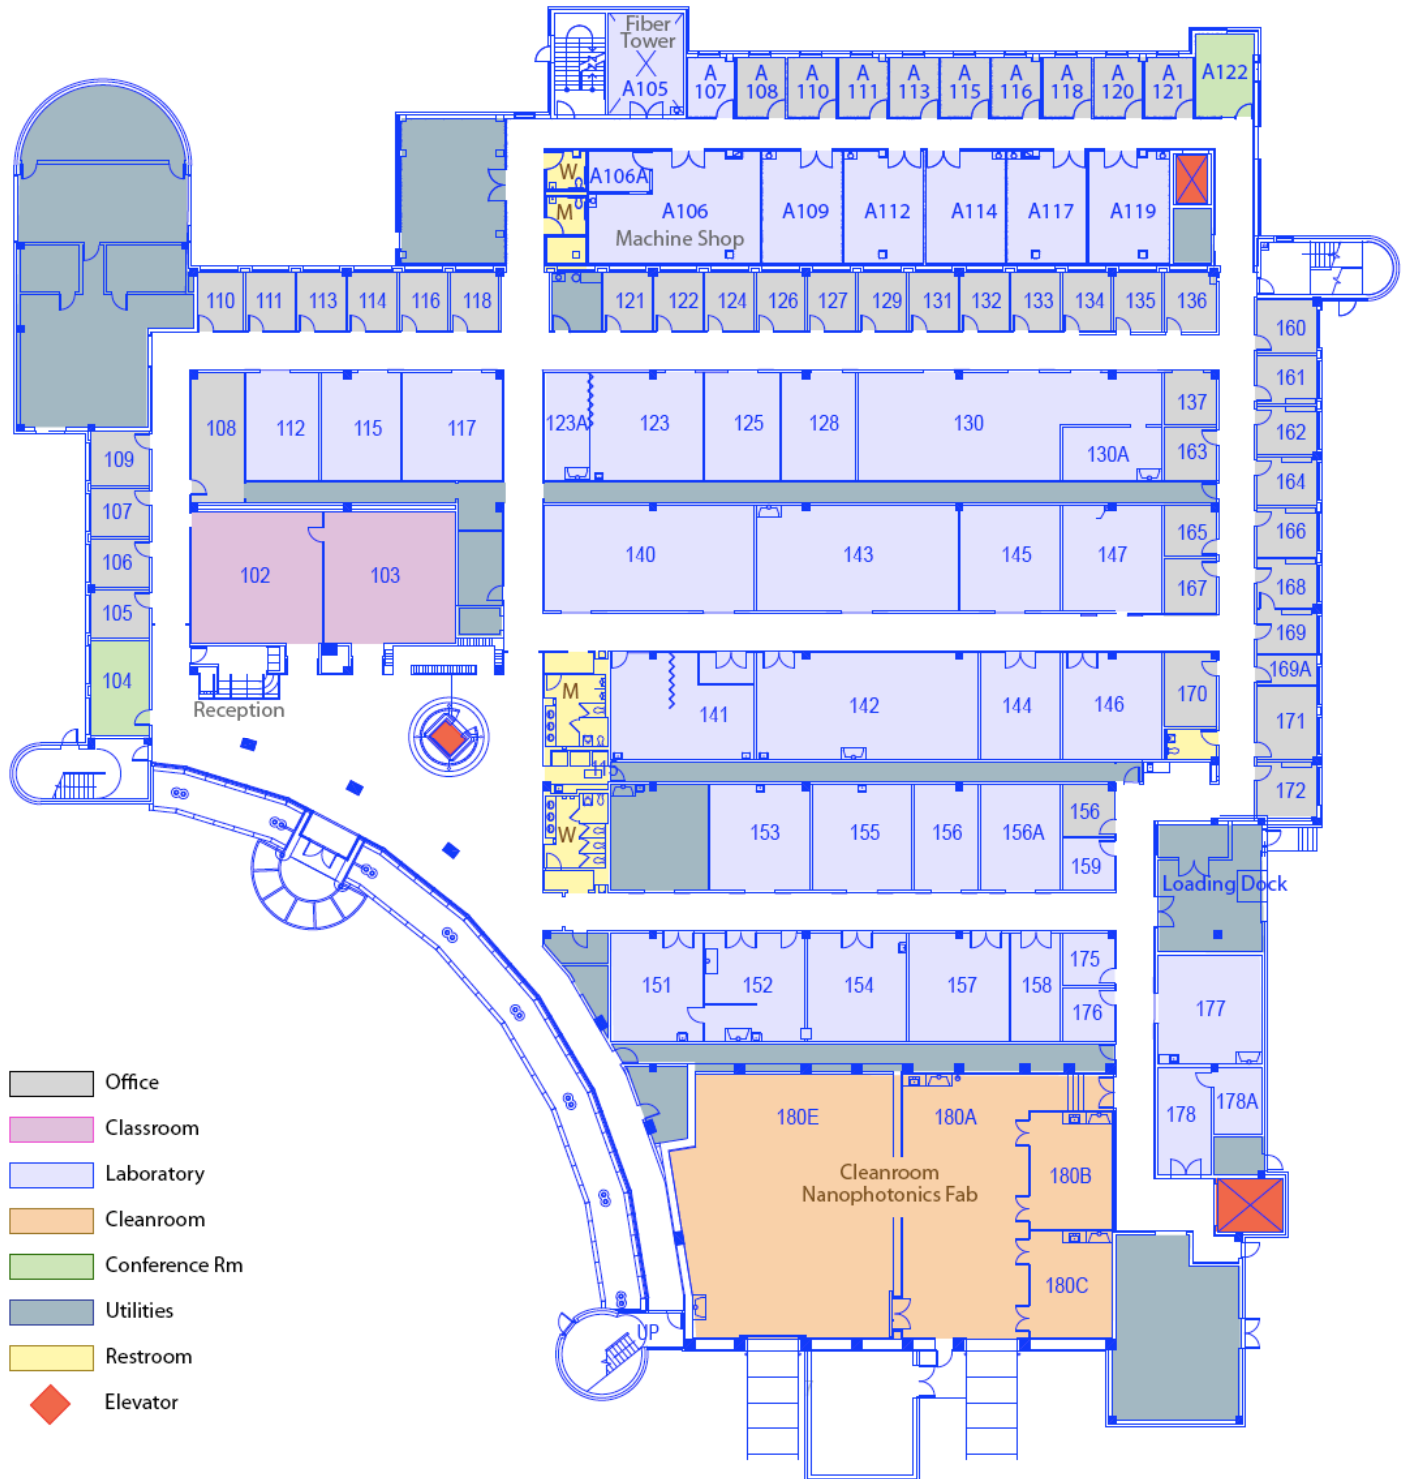 Fiber
Tower
A105
A
107
A
108
A
110
A
111
A
113
A
115
A
116
A
118
A
120
A
121
A122
W
A106A
M
A106
Machine Shop
A109
A112
A114
A117
A119
110
111
113
114
116
118
121
122
124
126
127
129
131
132
133
134
135
136
160
161
108
112
115
117
123A
123
125
128
130
130A
137
163
162
164
109
107
106
105
104
102
103
140
143
145
147
165
167
166
168
169
169A
Reception
M
141
142
144
146
170
171
115
172
W
153
155
156
156A
156
159
Loading Dock
151
152
154
157
158
175
176
177
178
178A
180E
180A
180B
180C
Cleanroom
Nanophotonics Fab
UP
Office
Classroom
Laboratory
Cleanroom
Conference Rm
Utilities
Restroom
Elevator